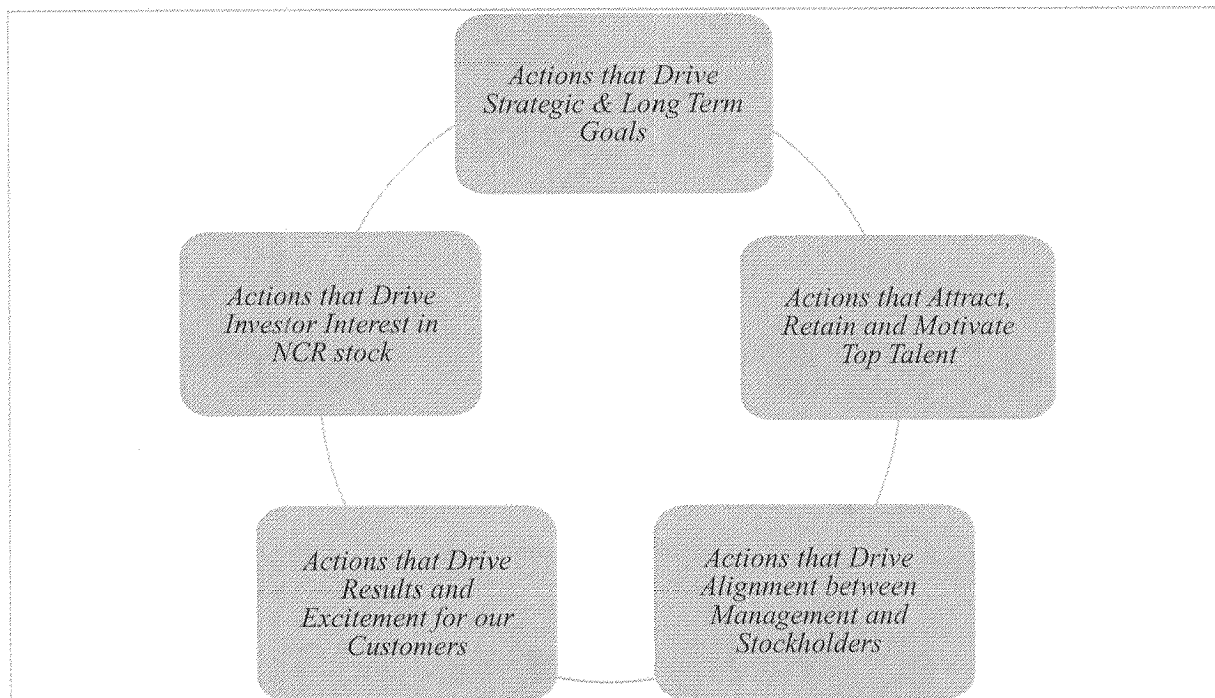 Actions that Drive
Strategic & Long Term
Goals
Actions that Drive
Investor Interest in
NCR stock
Actions that Attract,
Retain and Motivate
Top Talent
Actions that Drive
Results and
Excitement for our
Customers
Actions that Drive
Alignment between
Management and
Stockholders